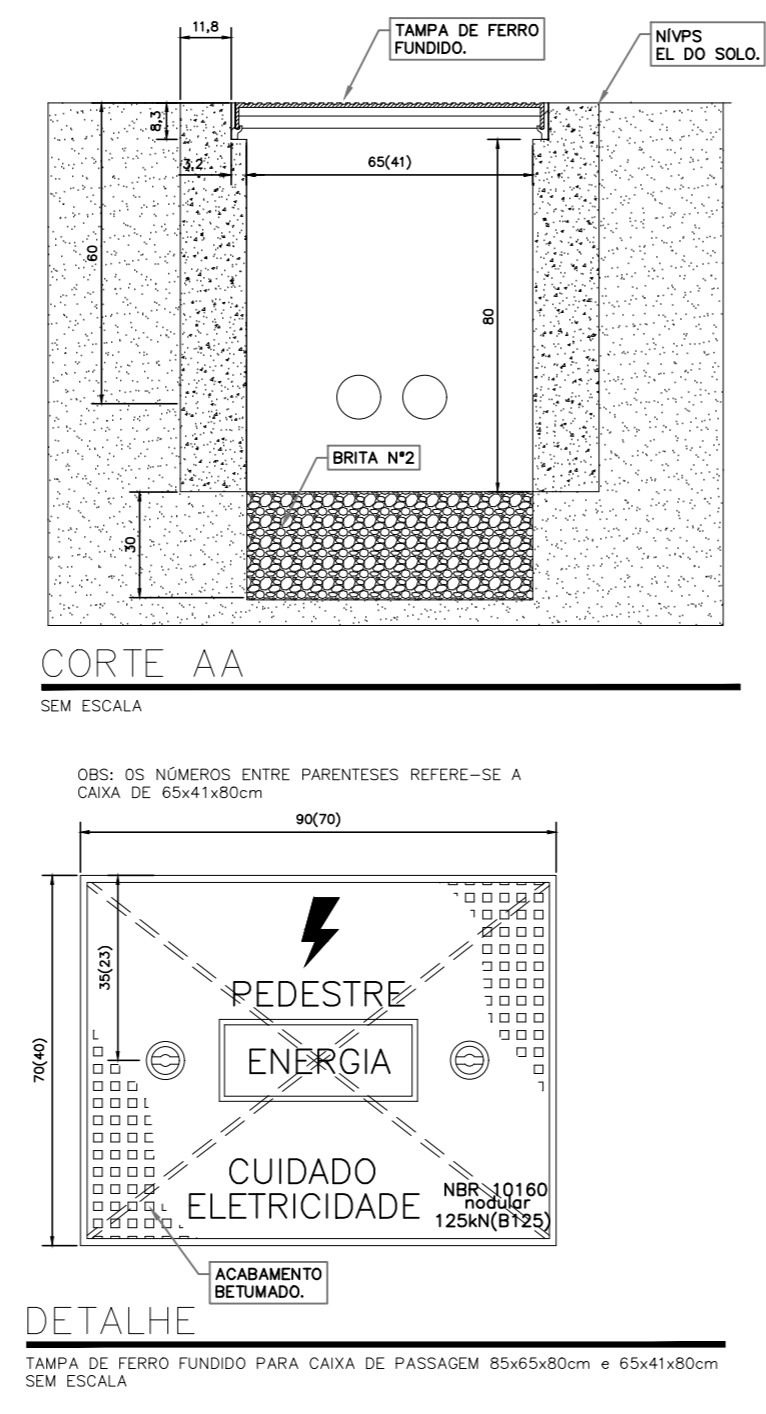 11,8
TAMPA DE FERRO
FUNDIDO.
NÍVPS
EL DO SOLO.
8,3
3,2
65(41)
60
80
BRITA Nº2
30
CORTE AA
SEM ESCALA
OBS: OS NÚMEROS ENTRE PARENTESES REFERE-SE A
CAIXA DE 65x41x80cm
90(70)
35(23)
70(40)
PEDESTRE
ENERGIA
CUIDADO
ELETRICIDADE
NBR 10160
nodular
125kN(B125)
ACABAMENTO
BETUMADO.
DETALHE
TAMPA DE FERRO FUNDIDO PARA CAIXA DE PASSAGEM 85x65x80cm e 65x41x80cm
SEM ESCALA